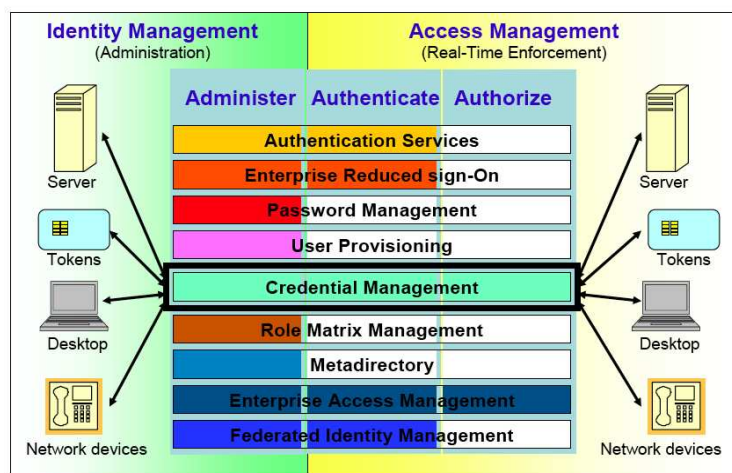 Identity Management
(Administration)
Access Management
(Real-Time Enforcement)
Administer Authenticate Authorize
Authentication Services
Enterprise Reduced sign-On
Password Management
User Provisioning
Credential Management
Role Matrix Management
Metadirectory
Enterprise Access Management
Federated Identity Management
Server
Tokens
Desktop
Network devices
Server
Tokens
Desktop
Network devices